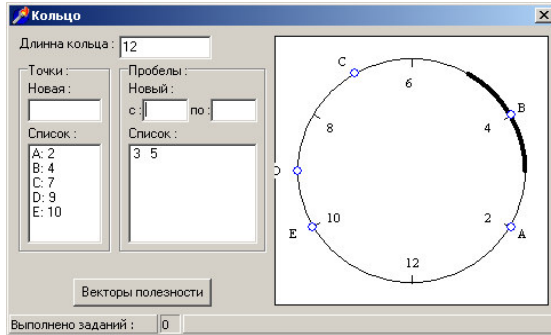 Кольцо
Длинна кольца : 12
Точки :
Новая :
Список :
A: 2
B: 4
C: 7
D: 9
E: 10
Пробелы :
Новый :
с : по :
Список :
3 5
Векторы полезности
Выполнено заданий : 0
C
6
B
4
8
E
10
2
A
12